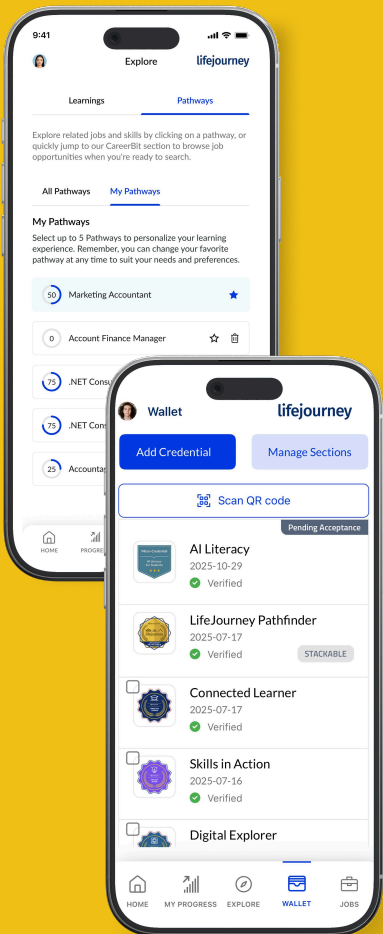 9:41
Explore
lifejourney
Learnings
Pathways
Explore related jobs and skills by clicking on a pathway, or
quickly jump to our CareerBit section to browse job
opportunities when you're ready to search.
All Pathways
My Pathways
My Pathways
Select up to 5 Pathways to personalize your learning
experience. Remember, you can change your favorite
pathway at any time to suit your needs and preferences.
50 Marketing Accountant
0 Account Finance Manager
75 .NET Consu
75 .NET Cons
25 Accounta
HOME
PROGRE
Wallet
lifejourney
Add Credential
Manage Sections
Scan QR code
Pending Acceptance
AI Literacy
2025-10-29
Verified
LifeJourney Pathfinder
2025-07-17
Verified
STACKABLE
Connected Learner
2025-07-17
Verified
Skills in Action
2025-07-16
Verified
Digital Explorer
HOME
MY PROGRESS
EXPLORE
WALLET
JOBS